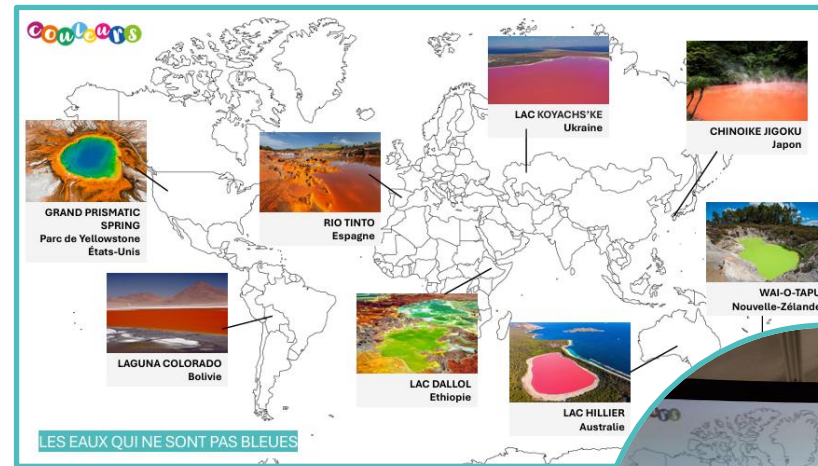 couleurs
LAC KOYACHS'KE
Ukraine
CHINOIKE JIGOKU
Japon
GRAND PRISMATIC
SPRING
Parc de Yellowstone
États-Unis
RIO TINTO
Espagne
WAI-O-TAPU
Nouvelle-Zélande
LAGUNA COLORADO
Bolivie
LAC DALLOL
Ethiopie
LAC HILLIER
Australie
LES EAUX QUI NE SONT PAS BLEUES